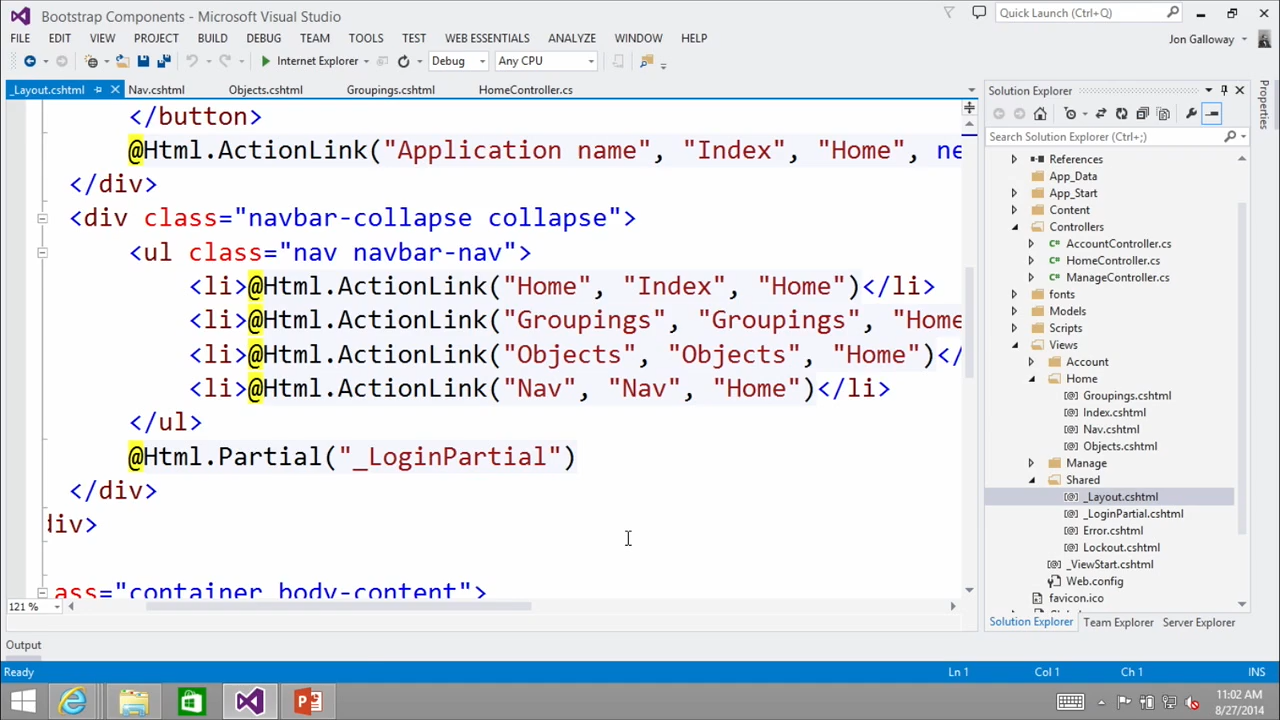 Bootstrap Components - Microsoft Visual Studio
Quick Launch (Ctrl+Q)
FILE EDIT VIEW PROJECT BUILD DEBUG TEAM TOOLS TEST WEB ESSENTIALS ANALYZE WINDOW HELP
Jon Galloway
Internet Explorer Debug Any CPU
_Layout.cshtml Nav.cshtml Objects.cshtml Groupings.cshtml HomeController.cs
</button>
@Html.ActionLink("Application name", "Index", "Home", ne
</div>
<div class="navbar-collapse collapse">
<ul class="nav navbar-nav">
<li>@Html.ActionLink("Home", "Index", "Home")</li>
<li>@Html.ActionLink("Groupings", "Groupings", "Home
<li>@Html.ActionLink("Objects", "Objects", "Home")</
<li>@Html.ActionLink("Nav", "Nav", "Home")</li>
</ul>
@Html.Partial("_LoginPartial")
</div>
div>
ass="container body-content">
121 %
Solution Explorer
Search Solution Explorer (Ctrl+;)
References
App_Data
App_Start
Content
Controllers
AccountController.cs
HomeController.cs
ManageController.cs
fonts
Models
Scripts
Views
Account
Home
Groupings.cshtml
Index.cshtml
Nav.cshtml
Objects.cshtml
Manage
Shared
_Layout.cshtml
_LoginPartial.cshtml
Error.cshtml
Lockout.cshtml
_ViewStart.cshtml
Web.config
favicon.ico
Solution Explorer Team Explorer Server Explorer
Properties
Output
Ready Ln 1 Col 1 Ch 1 INS
11:02 AM
8/27/2014